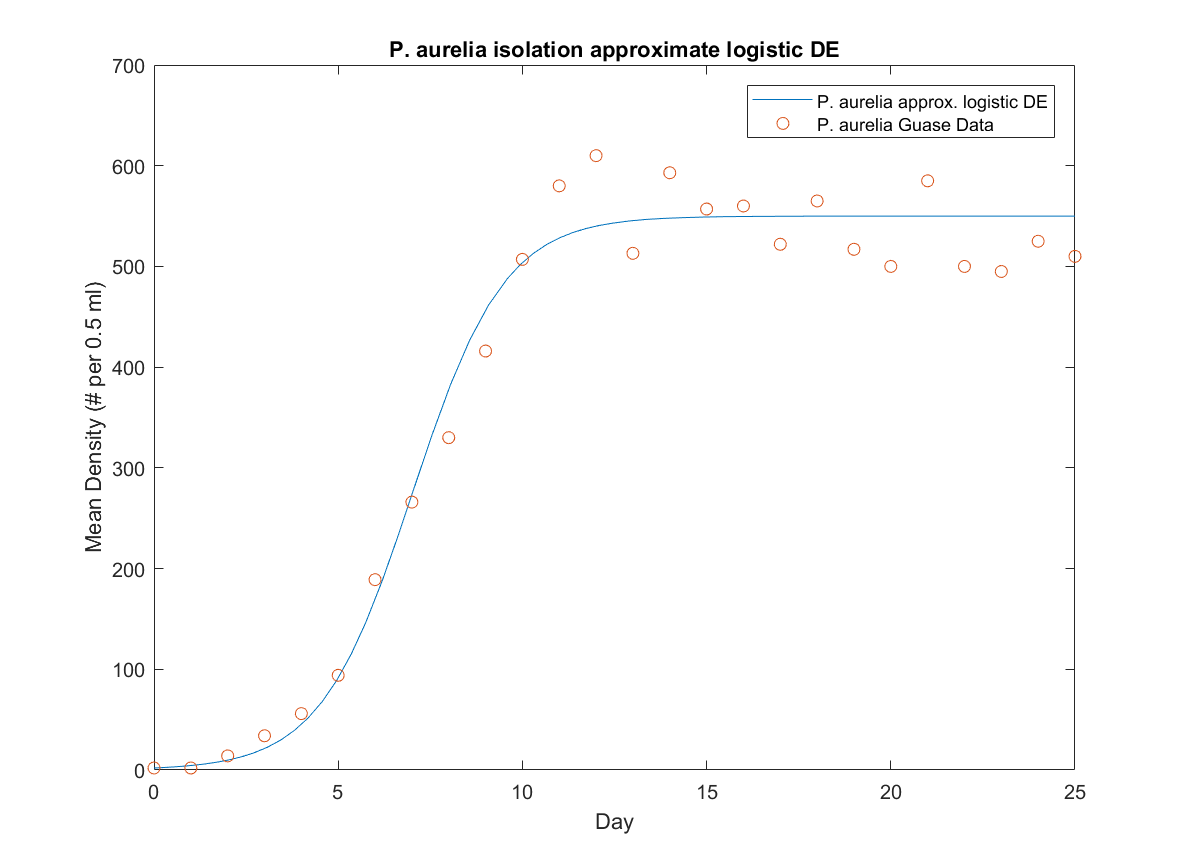 P. aurelia isolation approximate logistic DE
700
600
500
400
300
200
100
0
Mean Density (# per 0.5 ml)
P. aurelia approx. logistic DE
P. aurelia Guase Data
0 5 10 15 20 25
Day